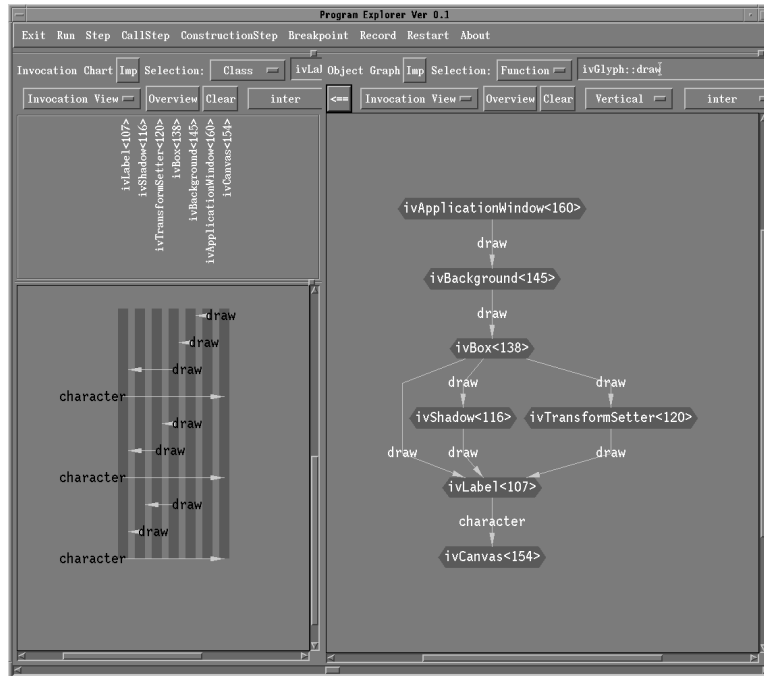 Program Explorer Ver 0.1
Exit Run Step CallStep ConstructionStep Breakpoint Record Restart About
Invocation Chart Imp Selection: Class ivLal
Invocation View Overview Clear inter
ivLabel<107>
ivShadow<116>
ivTransformSetter<120>
ivBox<138>
ivBackground<145>
ivApplicationWindow<160>
ivCanvas<154>
draw
draw
draw
character
draw
draw
character
draw
draw
character
Object Graph Imp Selection: Function ivGlyph::draw
<== Invocation View Overview Clear Vertical inter
ivApplicationWindow<160>
draw
ivBackground<145>
draw
ivBox<138>
draw draw
ivShadow<116> ivTransformSetter<120>
draw draw draw
ivLabel<107>
character
ivCanvas<154>